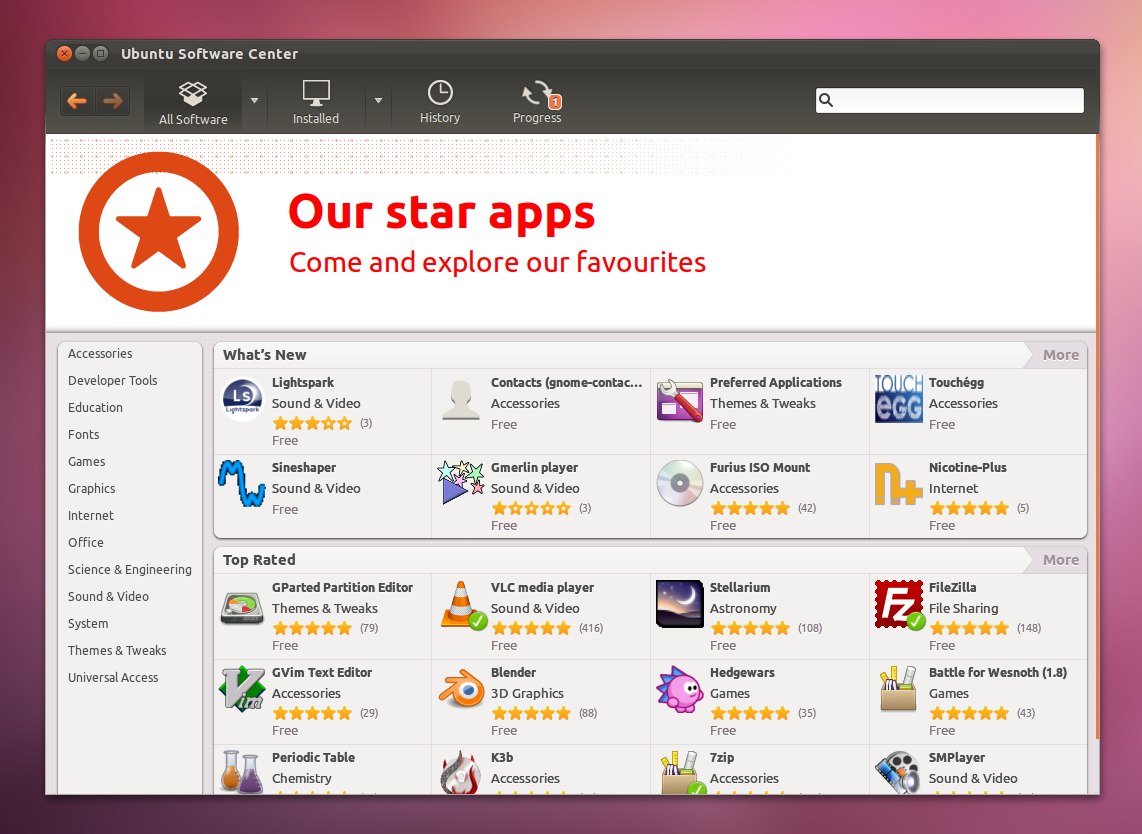 Ubuntu Software Center
All Software
Installed
History
1
Progress
Our star apps
Come and explore our favourites
Accessories
Developer Tools
Education
Fonts
Games
Graphics
Internet
Office
Science & Engineering
Sound & Video
System
Themes & Tweaks
Universal Access
What's New
More
LS
Lightspark
Lightspark
Sound & Video
(3)
Free
Contacts (gnome-contac...
Accessories
Free
Preferred Applications
Themes & Tweaks
Free
TOUCH
eGG
Touchégg
Accessories
Free
Sineshaper
Sound & Video
Free
Gmerlin player
Sound & Video
(3)
Free
Furius ISO Mount
Accessories
(42)
Free
n+
Nicotine-Plus
Internet
(5)
Free
Top Rated
More
GParted Partition Editor
Themes & Tweaks
(79)
Free
VLC media player
Sound & Video
(416)
Free
Stellarium
Astronomy
(108)
Free
Fz
FileZilla
File Sharing
(148)
Free
Vim
GVim Text Editor
Accessories
(29)
Free
Blender
3D Graphics
(88)
Free
Hedgewars
Games
(35)
Free
Battle for Wesnoth (1.8)
Games
(43)
Free
Periodic Table
Chemistry
K3b
Accessories
7zip
Accessories
SMPlayer
Sound & Video